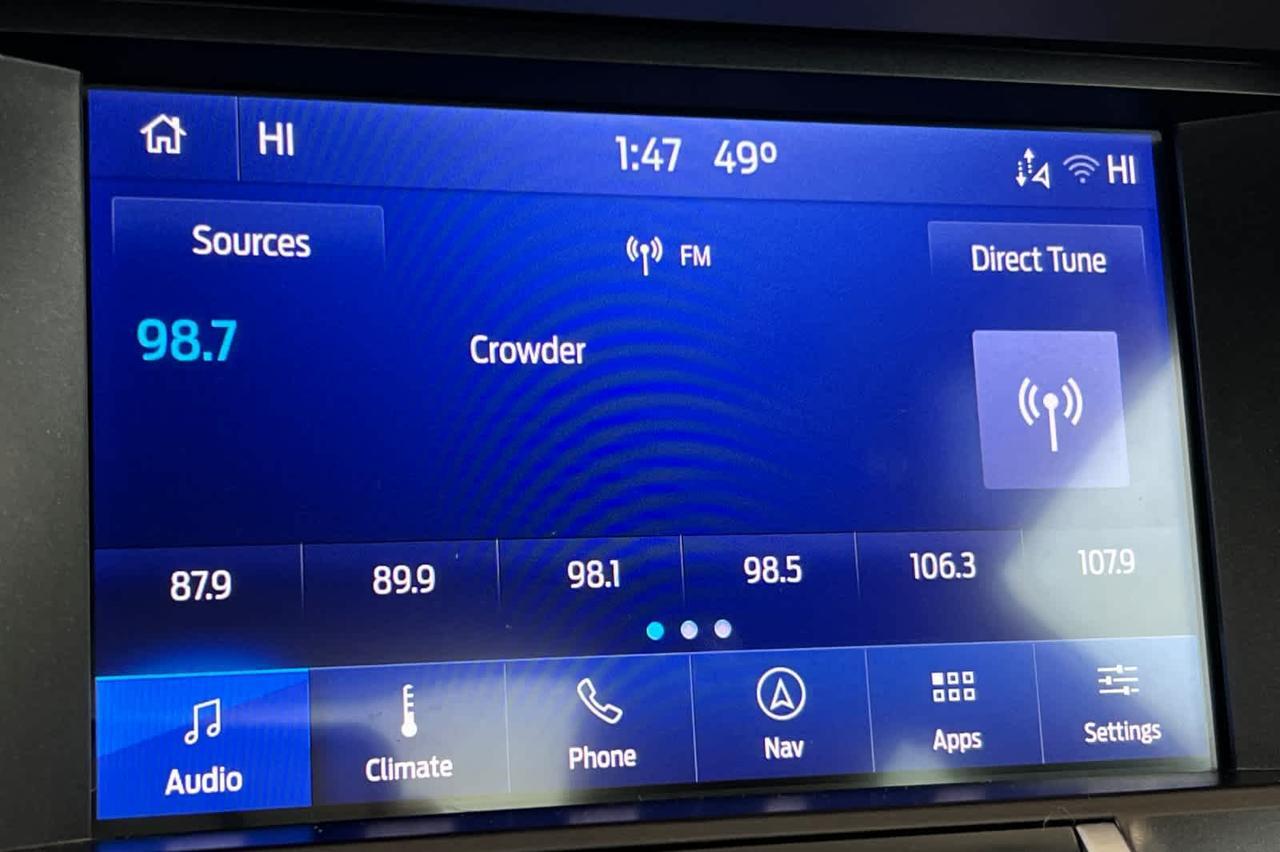 HI 1:47 49º HI
Sources FM Direct Tune
98.7 Crowder
87.9 89.9 98.1 98.5 106.3 107.9
Audio Climate Phone Nav Apps Settings